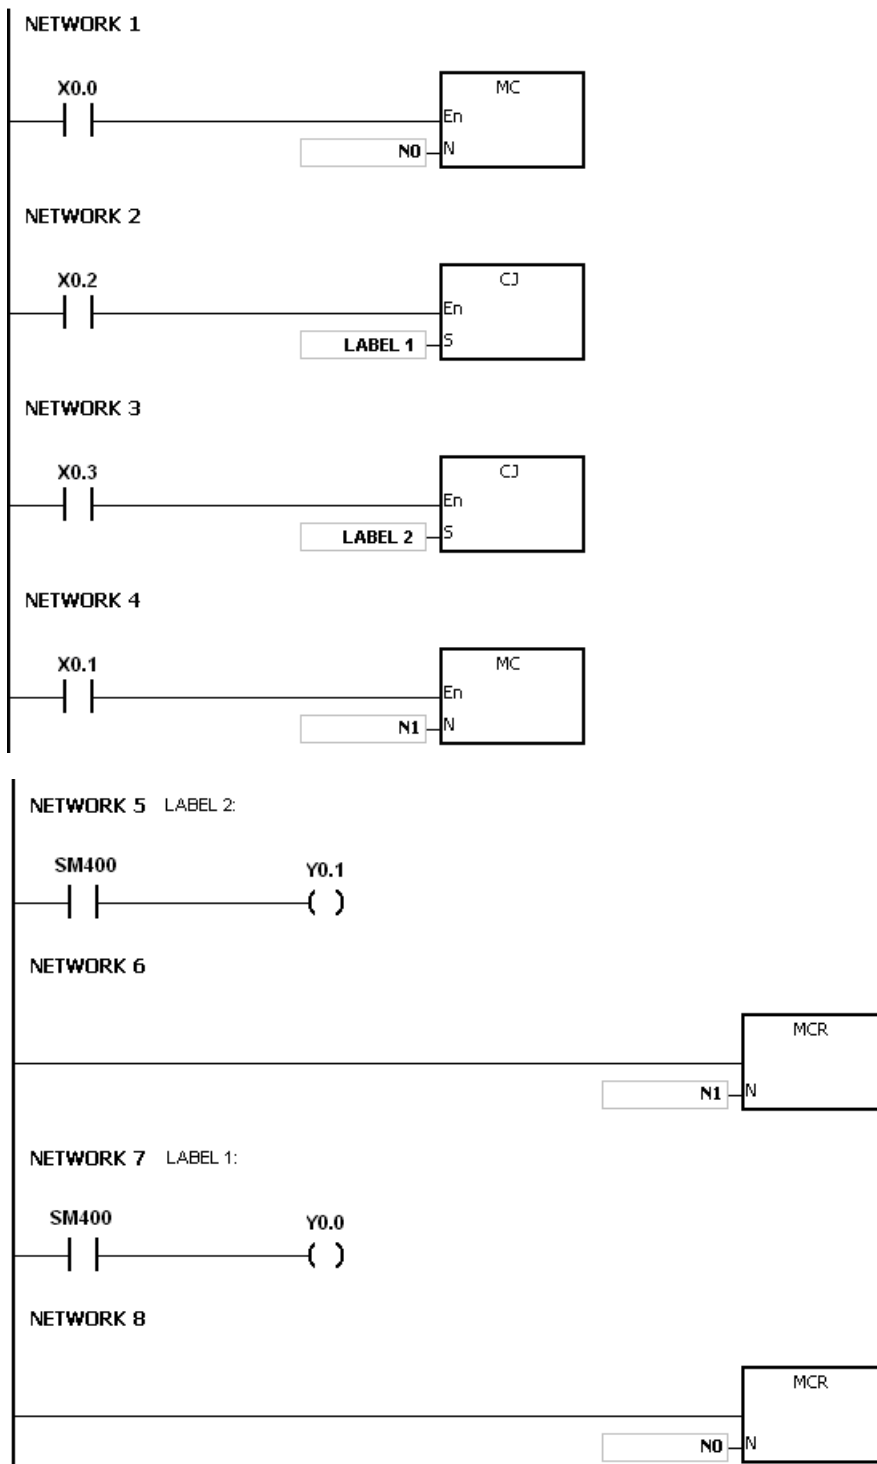 NETWORK 1
X0.0
MC
En
N0
N
NETWORK 2
X0.2
CJ
En
LABEL 1
S
NETWORK 3
X0.3
CJ
En
LABEL 2
S
NETWORK 4
X0.1
MC
En
N1
N
NETWORK 5 LABEL 2:
SM400
Y0.1
NETWORK 6
MCR
N1
N
NETWORK 7 LABEL 1:
SM400
Y0.0
NETWORK 8
MCR
N0
N